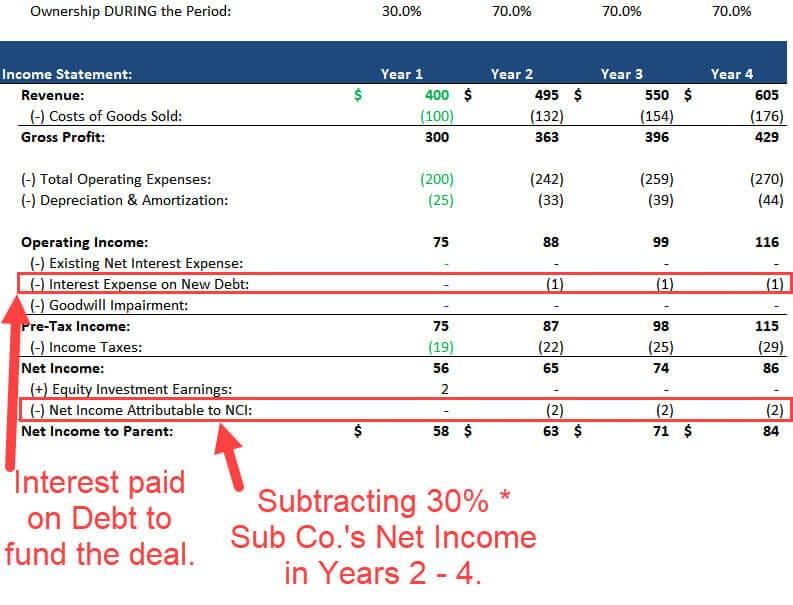 Ownership DURING the Period: 30.0% 70.0% 70.0% 70.0%
Income Statement: Year 1 Year 2 Year 3 Year 4
Revenue: $ 400 $ 495 $ 550 $ 605
(-) Costs of Goods Sold: (100) (132) (154) (176)
Gross Profit: 300 363 396 429
(-) Total Operating Expenses: (200) (242) (259) (270)
(-) Depreciation & Amortization: (25) (33) (39) (44)
Operating Income: 75 88 99 116
(-) Existing Net Interest Expense: - - - -
(-) Interest Expense on New Debt: - (1) (1) (1)
(-) Goodwill Impairment: - - - -
Pre-Tax Income: 75 87 98 115
(-) Income Taxes: (19) (22) (25) (29)
Net Income: 56 65 74 86
(+) Equity Investment Earnings: 2 - - -
(-) Net Income Attributable to NCI: - (2) (2) (2)
Net Income to Parent: $ 58 $ 63 $ 71 $ 84
Interest paid
on Debt to
fund the deal.
Subtracting 30% *
Sub Co.'s Net Income
in Years 2 - 4.